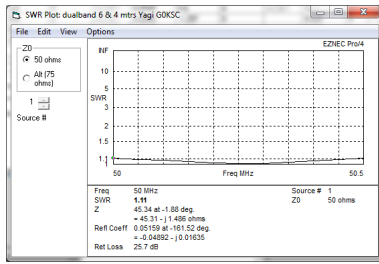 SWR Plot: dualband 6 & 4 mtrs Yagi G0KSC
File Edit View Options
Z0
50 ohms
Alt (75 ohms)
1
Source #
EZNEC Pro/4
INF
10
5
SWR
3
2
1.5
1.1
1
50 Freq MHz 50.5
Freq 50 MHz Source # 1
SWR 1.11 Z0 50 ohms
Z 45.34 at -1.88 deg.
= 45.31 - j 1.486 ohms
Refl Coeff 0.05159 at -161.52 deg.
= -0.04892 - j 0.01635
Ret Loss 25.7 dB